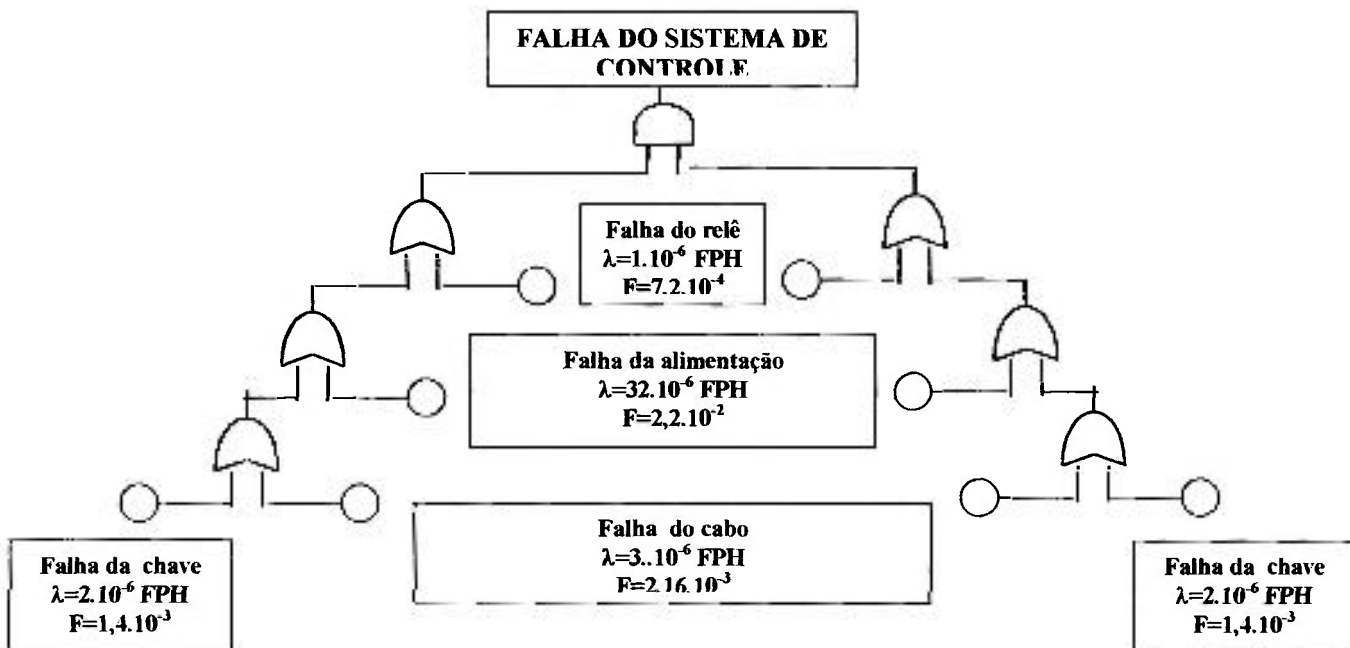 FALHA DO SISTEMA DE
CONTROLE
Falha do relê
λ=1.10⁻⁶ FPH
F=7.2.10⁻⁴
Falha da alimentação
λ=32.10⁻⁶ FPH
F=2,2.10⁻²
Falha do cabo
λ=3..10⁻⁶ FPH
F=2.16.10⁻³
Falha da chave
λ=2.10⁻⁶ FPH
F=1,4.10⁻³
Falha da chave
λ=2.10⁻⁶ FPH
F=1,4.10⁻³